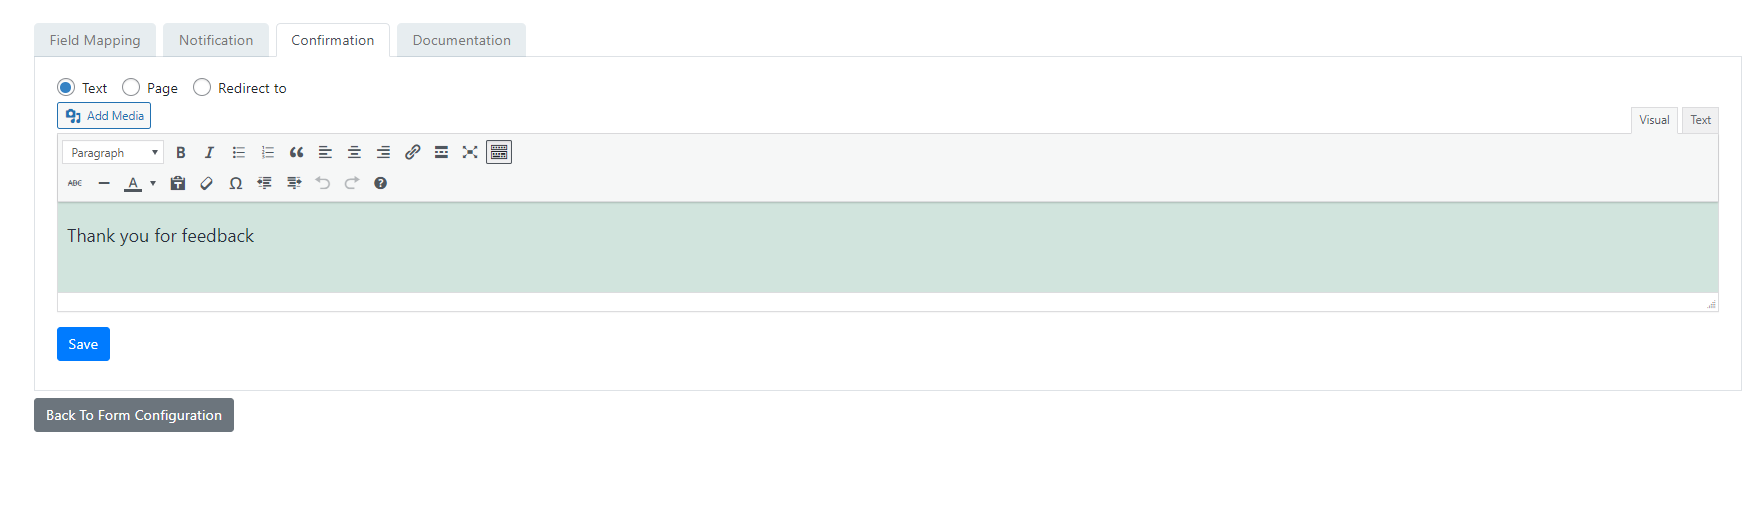 Field Mapping Notification Confirmation Documentation
Text Page Redirect to
Add Media Visual Text
Paragraph B I
ABC A Ω
Thank you for feedback
Save
Back To Form Configuration